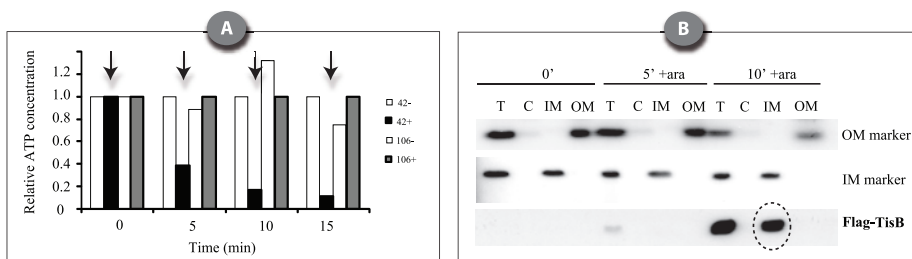 A
Relative ATP concentration
1.2
1.0
0.8
0.6
0.4
0.2
0
0 5 10 15
Time (min)
42-
42+
106-
106+
B
0' 5' +ara 10' +ara
T C IM OM T C IM OM T C IM OM
OM marker
IM marker
Flag-TisB